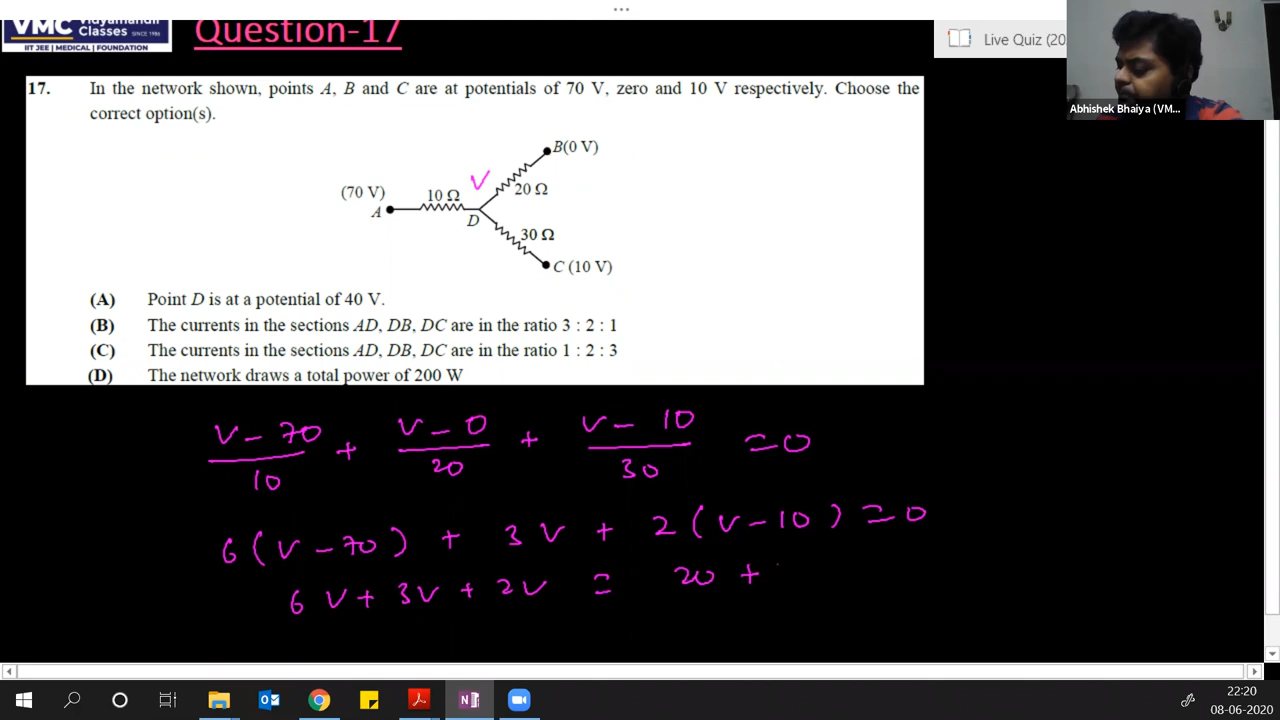 VMC Vidyamandir Classes SINCE 1986
IIT JEE | MEDICAL | FOUNDATION
Question-17
Live Quiz (20
Abhishek Bhaiya (VM...
17. In the network shown, points A, B and C are at potentials of 70 V, zero and 10 V respectively. Choose the
correct option(s).
B(0 V)
V
(70 V)
10 Ω
20 Ω
A
D
30 Ω
C (10 V)
(A) Point D is at a potential of 40 V.
(B) The currents in the sections AD, DB, DC are in the ratio 3 : 2 : 1
(C) The currents in the sections AD, DB, DC are in the ratio 1 : 2 : 3
(D) The network draws a total power of 200 W
V - 70 / 10 + V - 0 / 20 + V - 10 / 30 = 0
6 (V - 70) + 3 V + 2 (V - 10) = 0
6 V + 3V + 2V = 20 +
22:20
08-06-2020